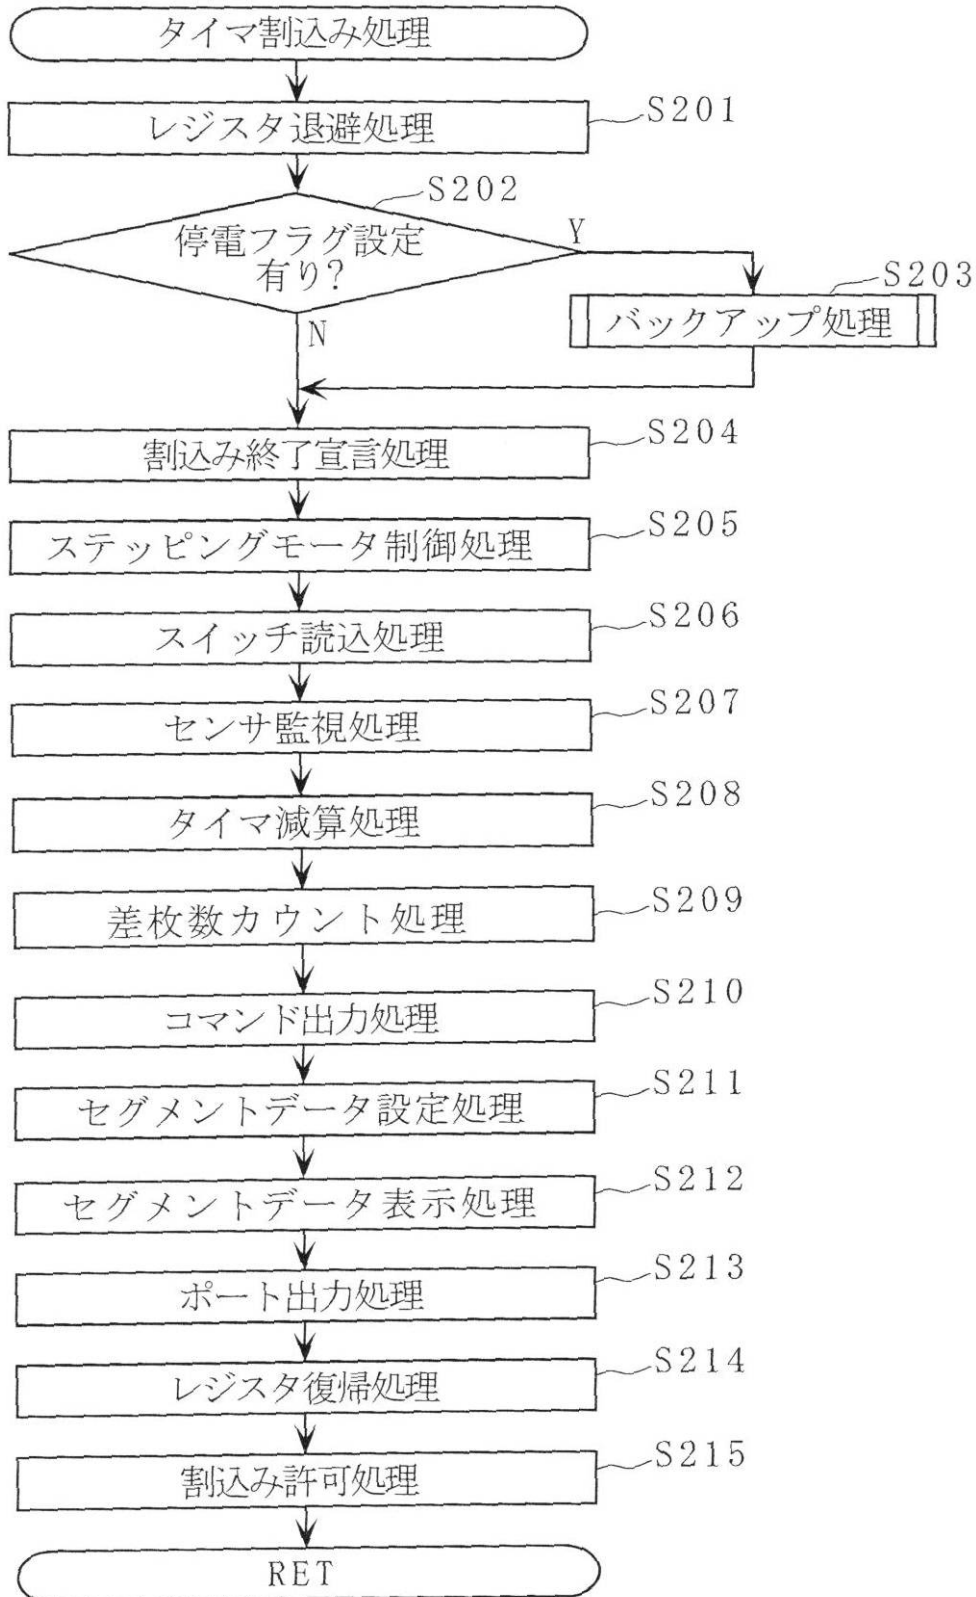 タイマ割込み処理
レジスタ退避処理
S201
S202
停電フラグ設定
有り?
Y
N
S203
バックアップ処理
割込み終了宣言処理
S204
ステッピングモータ制御処理
S205
スイッチ読込処理
S206
センサ監視処理
S207
タイマ減算処理
S208
差枚数カウント処理
S209
コマンド出力処理
S210
セグメントデータ設定処理
S211
セグメントデータ表示処理
S212
ポート出力処理
S213
レジスタ復帰処理
S214
割込み許可処理
S215
RET